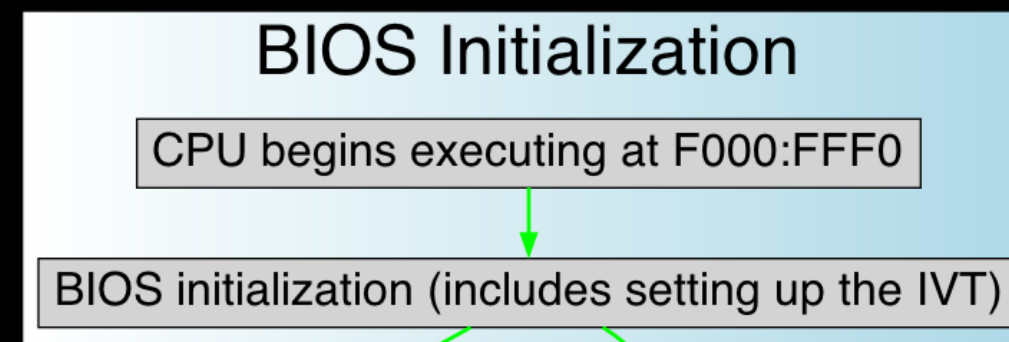 BIOS Initialization
CPU begins executing at F000:FFF0
BIOS initialization (includes setting up the IVT)